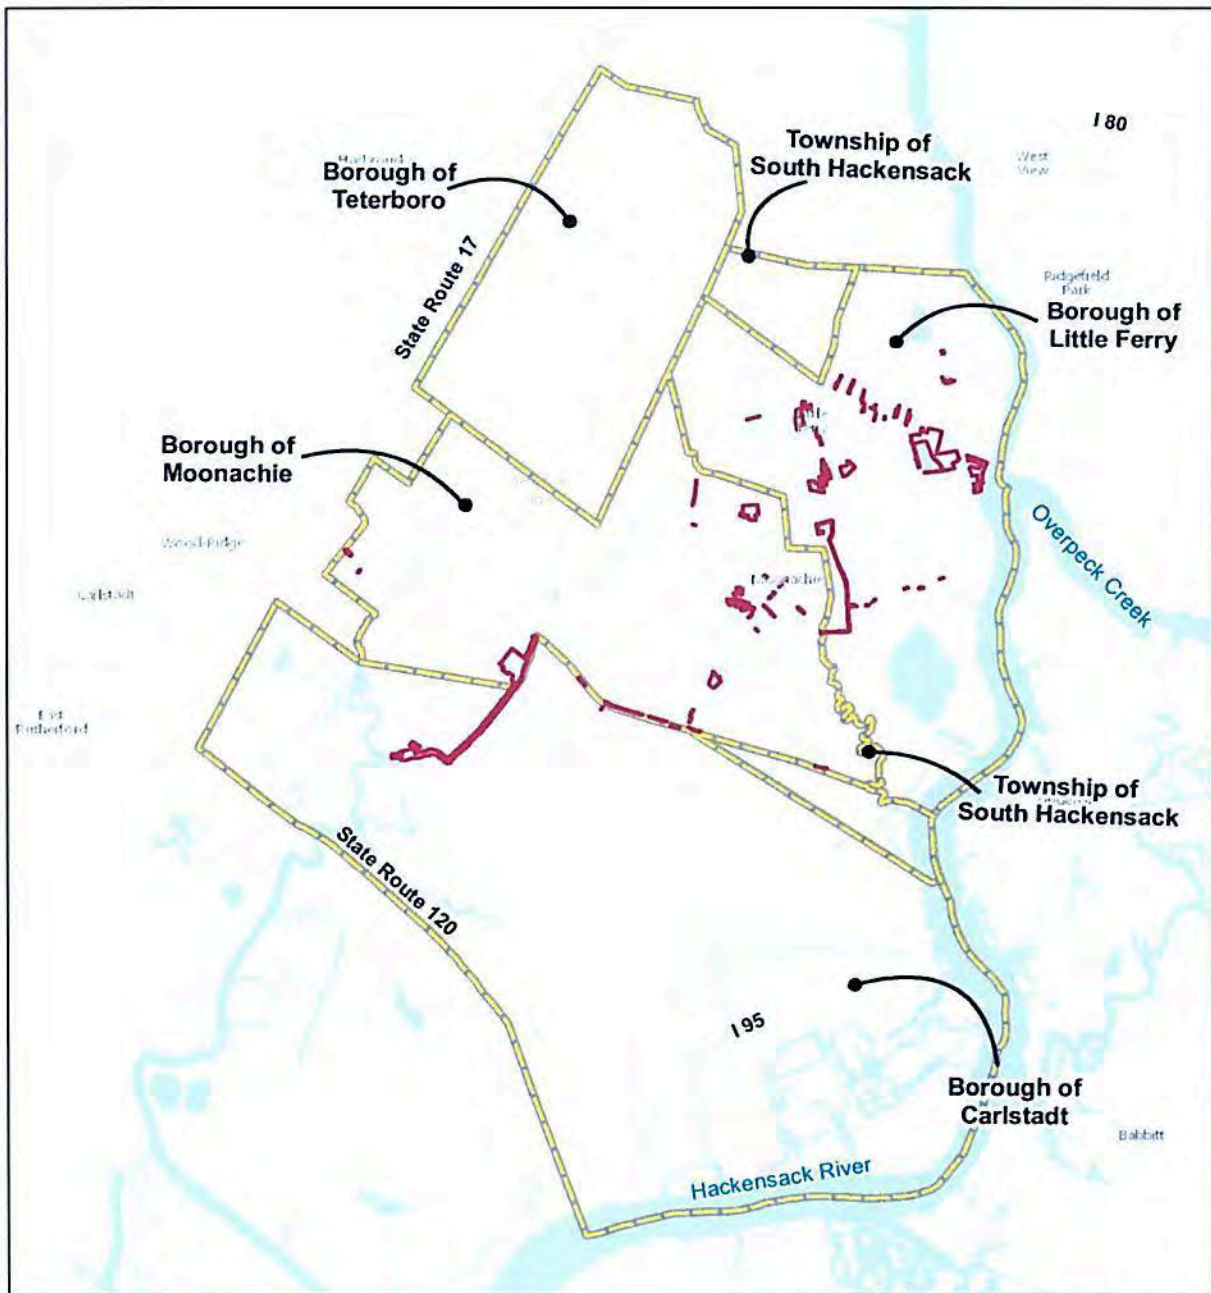 I 80
Township of
South Hackensack
West
View
Borough of
Teterboro
State Route 17
Ridgefield
Park
Borough of
Little Ferry
Borough of
Moonachie
Overpeck Creek
Wood-Ridge
Carlstadt
East
Rutherford
Township of
South Hackensack
State Route 120
I 95
Borough of
Carlstadt
Babbitt
Hackensack River